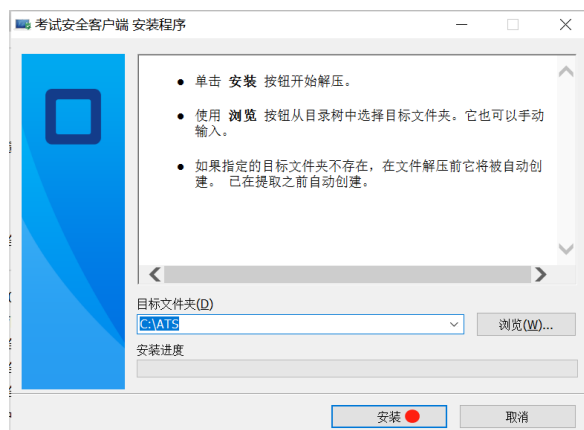 考试安全客户端 安装程序
● 单击 安装 按钮开始解压。
● 使用 浏览 按钮从目录树中选择目标文件夹。它也可以手动
输入。
● 如果指定的目标文件夹不存在，在文件解压前它将被自动创
建。 已在提取之前自动创建。
目标文件夹(D)
C:\ATS
浏览(W)...
安装进度
安装
取消